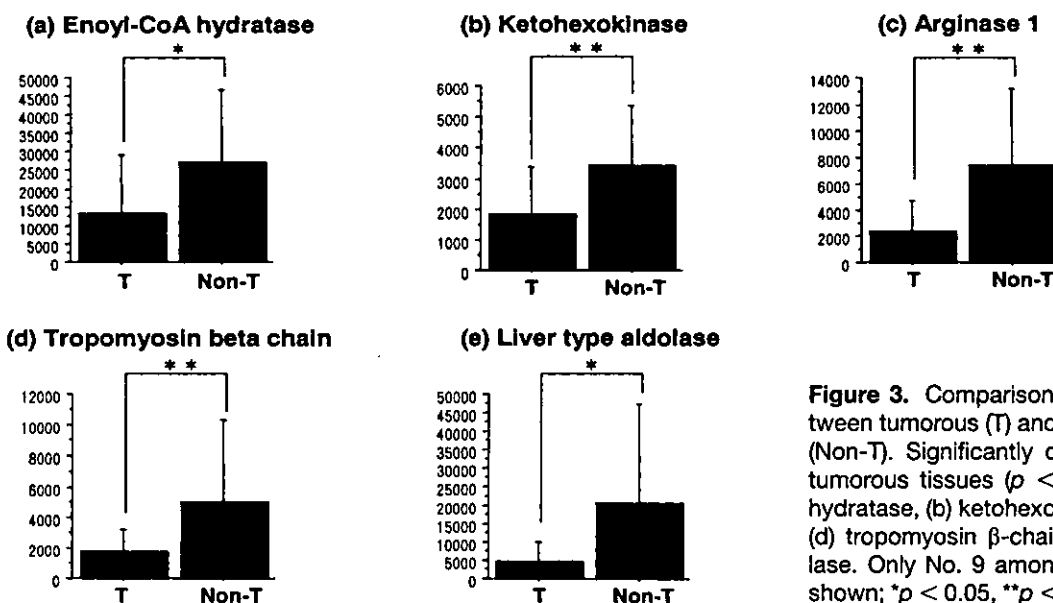 (a) Enoyl-CoA hydratase
*
50000
45000
40000
35000
30000
25000
20000
15000
10000
5000
0
T Non-T
(b) Ketohexokinase
**
6000
5000
4000
3000
2000
1000
0
T Non-T
(c) Arginase 1
**
14000
12000
10000
8000
6000
4000
2000
0
T Non-T
(d) Tropomyosin beta chain
**
12000
10000
8000
6000
4000
2000
0
T Non-T
(e) Liver type aldolase
*
50000
45000
40000
35000
30000
25000
20000
15000
10000
5000
0
T Non-T
Figure 3. Comparison
tween tumorous (T) and
(Non-T). Significantly
tumorous tissues (p <
hydratase, (b) ketohexo
(d) tropomyosin β-chai
lase. Only No. 9 amon
shown; *p < 0.05, **p <